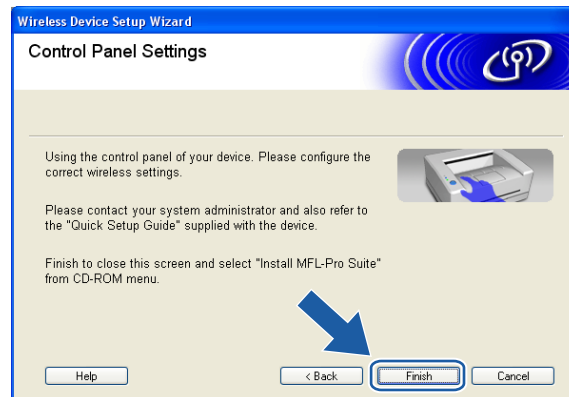 Wireless Device Setup Wizard
Control Panel Settings
Using the control panel of your device. Please configure the
correct wireless settings.
Please contact your system administrator and also refer to
the "Quick Setup Guide" supplied with the device.
Finish to close this screen and select "Install MFL-Pro Suite"
from CD-ROM menu.
Help
< Back
Finish
Cancel